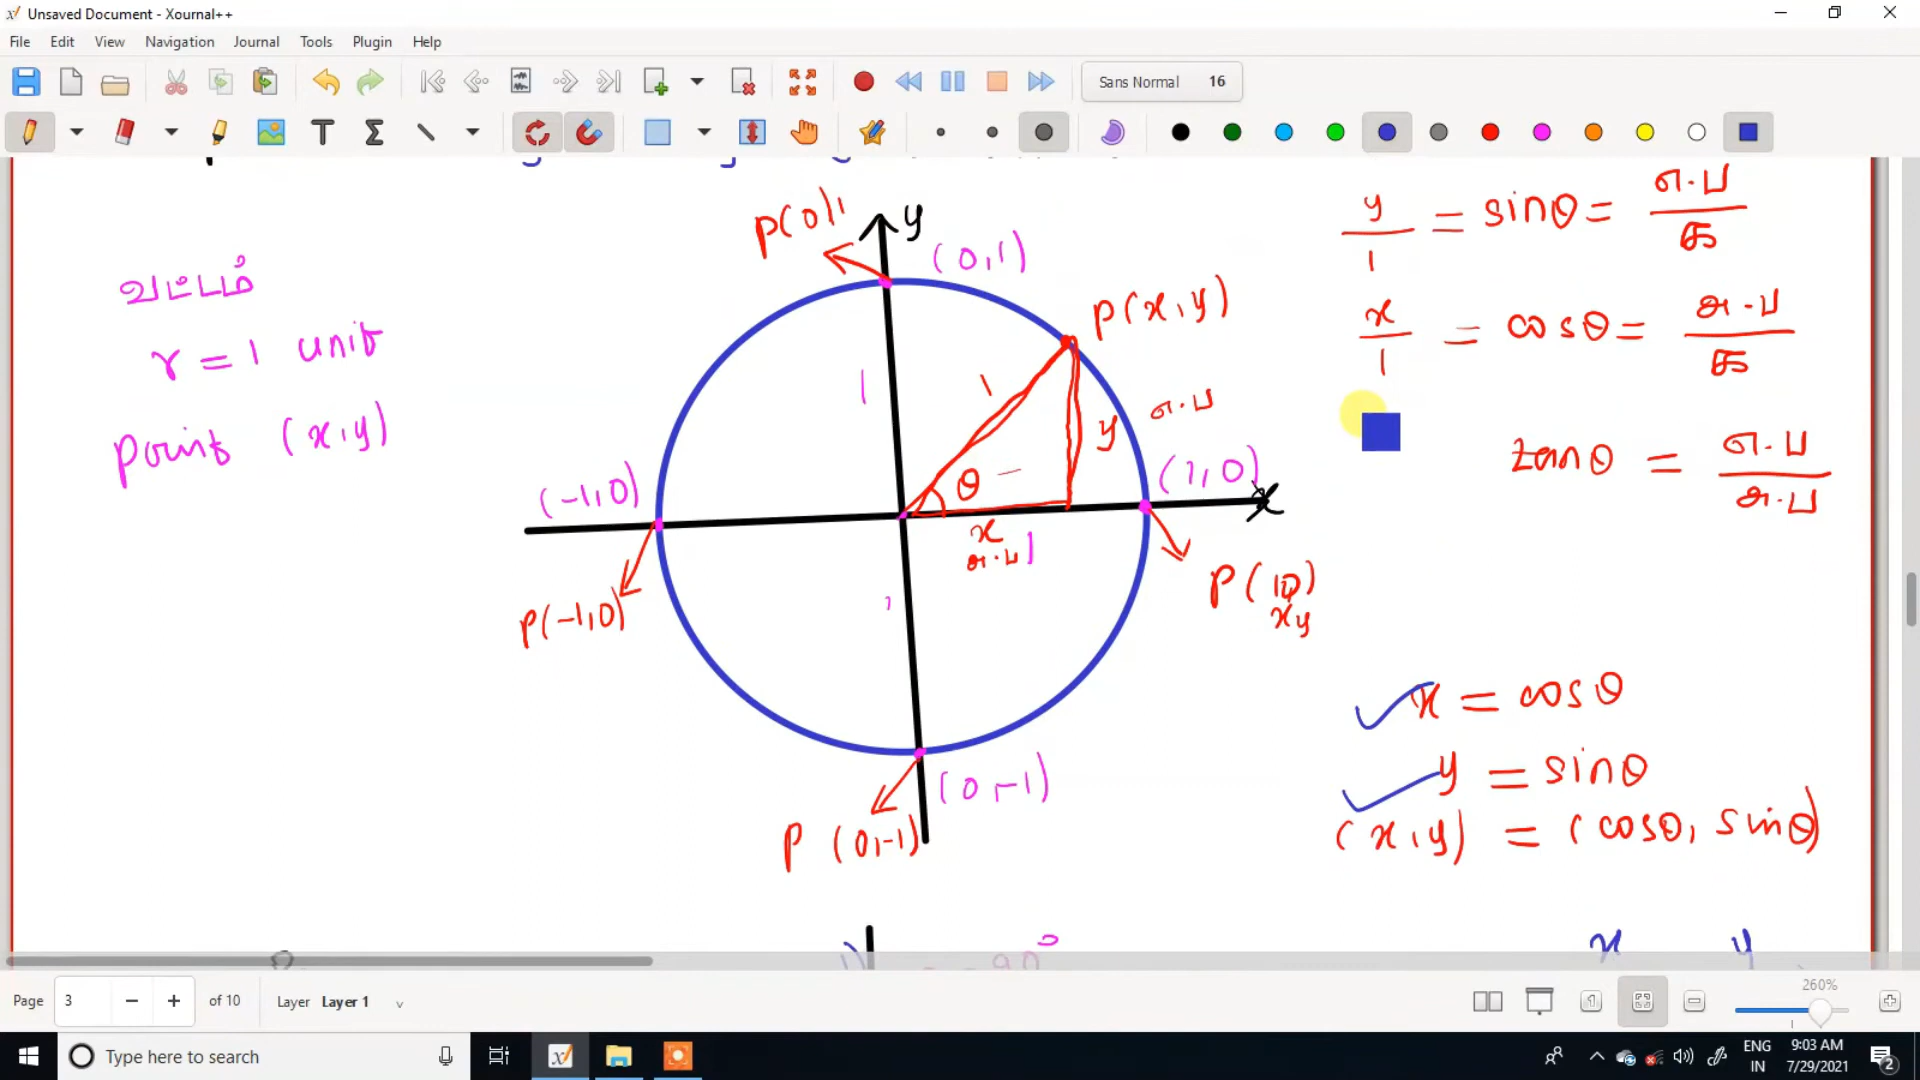 Unsaved Document - Xournal++
File Edit View Navigation Journal Tools Plugin Help
Sans Normal 16
வட்டம்
r = 1 unit
point (x,y)
P(0,1
y
(0,1)
P(x,y)
1
1
y எ.ப
θ
(-1,0)
(1,0)
x
x
அ.ப 1
P(-1,0)
P(1,0)
x y
(0,-1)
P (0,-1)
y/1 = sinθ = எ.ப/க
x/1 = cosθ = அ.ப/க
tanθ = எ.ப/அ.ப
x = cosθ
y = sinθ
(x,y) = (cosθ, sinθ)
90°
x y
Page 3 of 10 Layer Layer 1
260%
Type here to search
ENG
IN
9:03 AM
7/29/2021
2